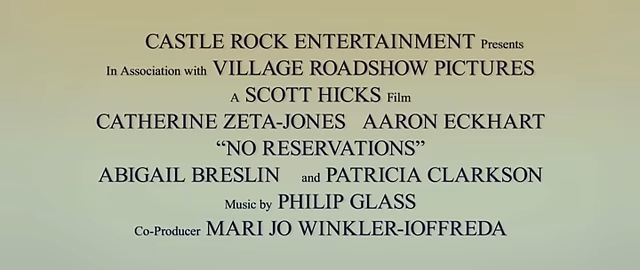 CASTLE ROCK ENTERTAINMENT Presents
In Association with VILLAGE ROADSHOW PICTURES
A SCOTT HICKS Film
CATHERINE ZETA-JONES AARON ECKHART
“NO RESERVATIONS”
ABIGAIL BRESLIN and PATRICIA CLARKSON
Music by PHILIP GLASS
Co-Producer MARI JO WINKLER-IOFFREDA